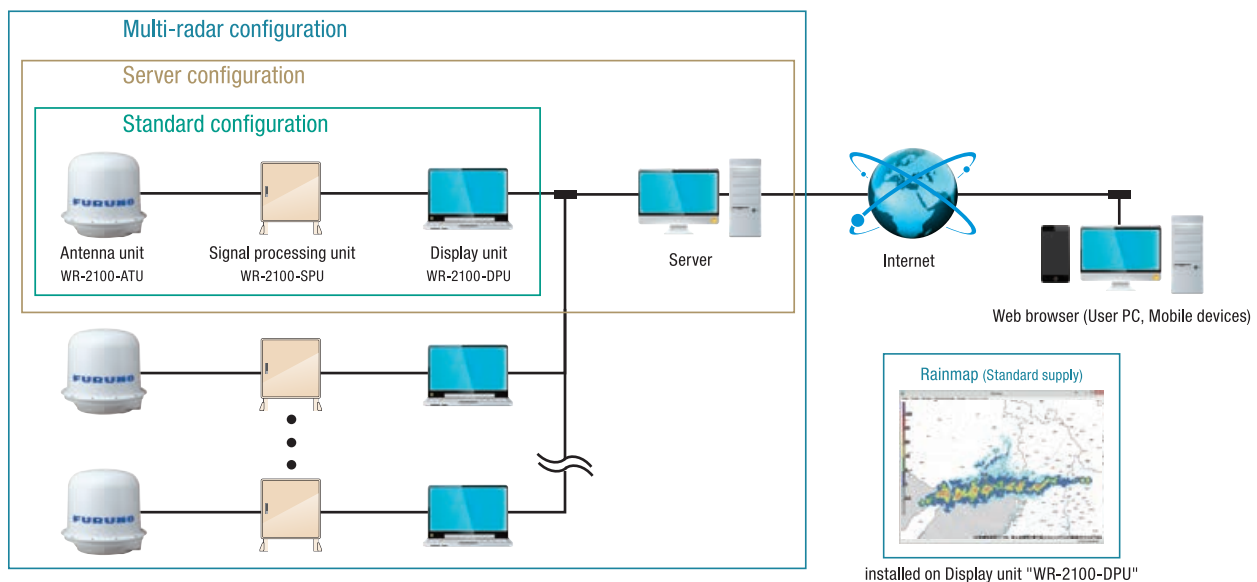 Multi-radar configuration
Server configuration
Standard configuration
FURUNO
Antenna unit
WR-2100-ATU
Signal processing unit
WR-2100-SPU
Display unit
WR-2100-DPU
Server
Internet
Web browser (User PC, Mobile devices)
FURUNO
FURUNO
Rainmap (Standard supply)
installed on Display unit "WR-2100-DPU"